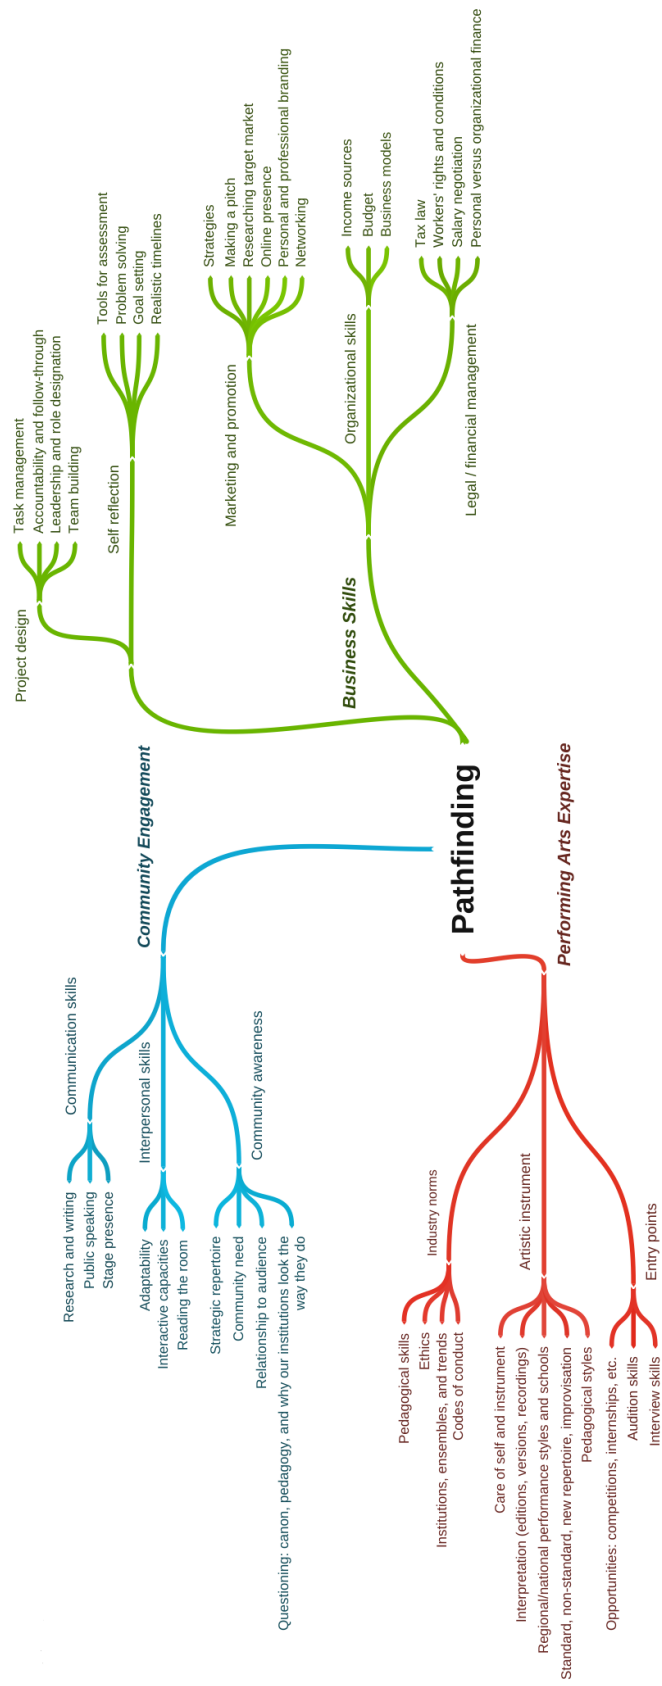 Pathfinding
Community Engagement
Communication skills
Research and writing
Public speaking
Stage presence
Interpersonal skills
Adaptability
Interactive capacities
Reading the room
Community awareness
Strategic repertoire
Community need
Relationship to audience
Questioning: canon, pedagogy, and why our institutions look the
way they do
Project design
Task management
Accountability and follow-through
Leadership and role designation
Team building
Self reflection
Tools for assessment
Problem solving
Goal setting
Realistic timelines
Business Skills
Marketing and promotion
Strategies
Making a pitch
Researching target market
Online presence
Personal and professional branding
Networking
Organizational skills
Income sources
Budget
Business models
Legal / financial management
Tax law
Workers' rights and conditions
Salary negotiation
Personal versus organizational finance
Performing Arts Expertise
Industry norms
Pedagogical skills
Ethics
Institutions, ensembles, and trends
Codes of conduct
Artistic instrument
Care of self and instrument
Interpretation (editions, versions, recordings)
Regional/national performance styles and schools
Standard, non-standard, new repertoire, improvisation
Pedagogical styles
Entry points
Opportunities: competitions, internships, etc.
Audition skills
Interview skills